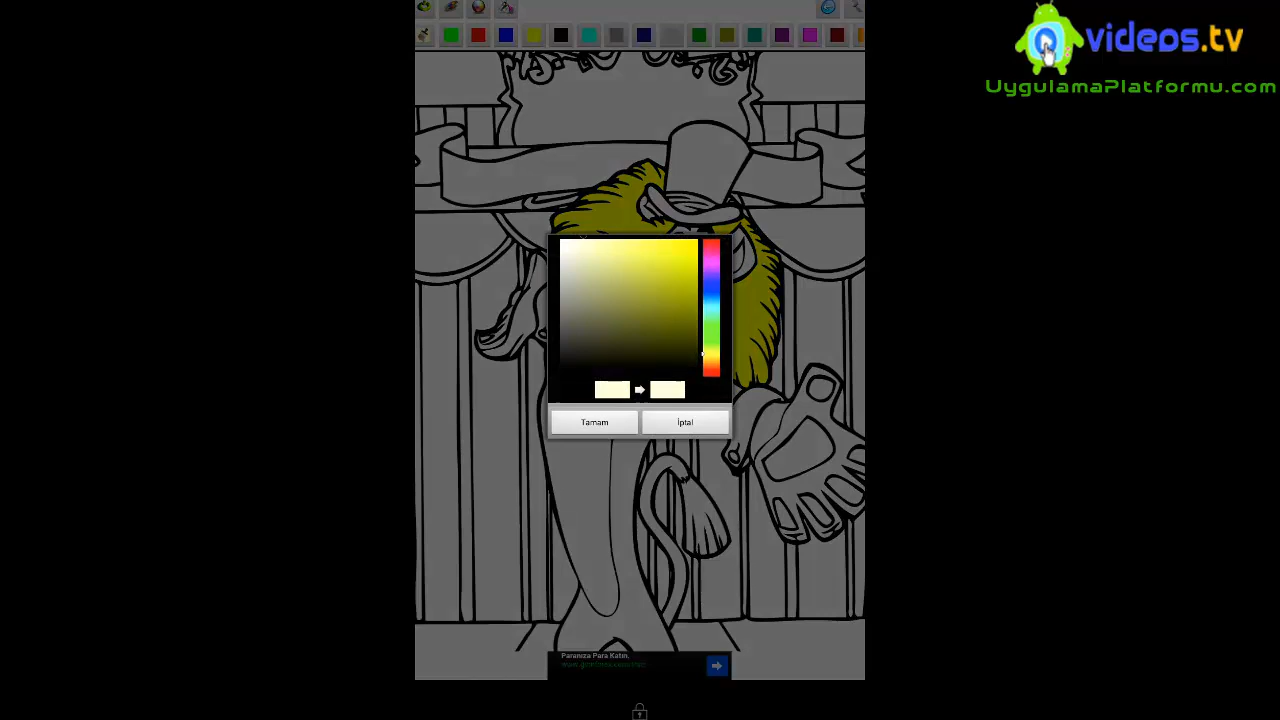 videos.tv
UygulamaPlatformu.com
Tamam
İptal
Paranıza Para Katın,